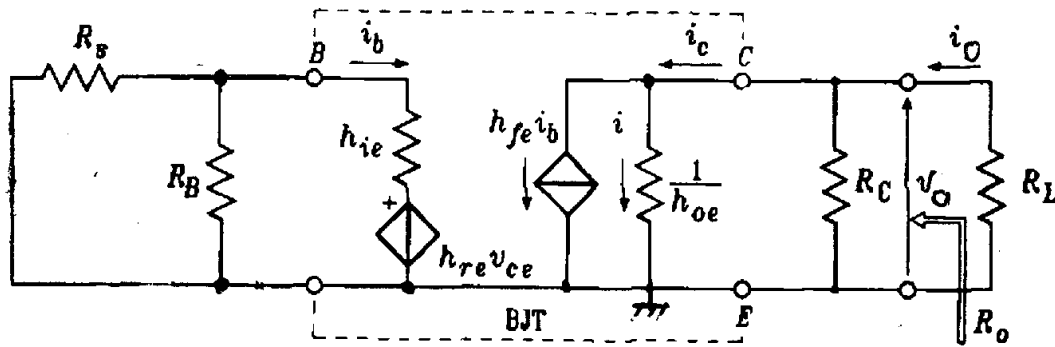 R_s
i_b
B
C
i_c
i_o
R_B
h_ie
+
h_re v_ce
h_fe i_b
i
1/h_oe
R_C
v_o
R_L
BJT
E
R_o